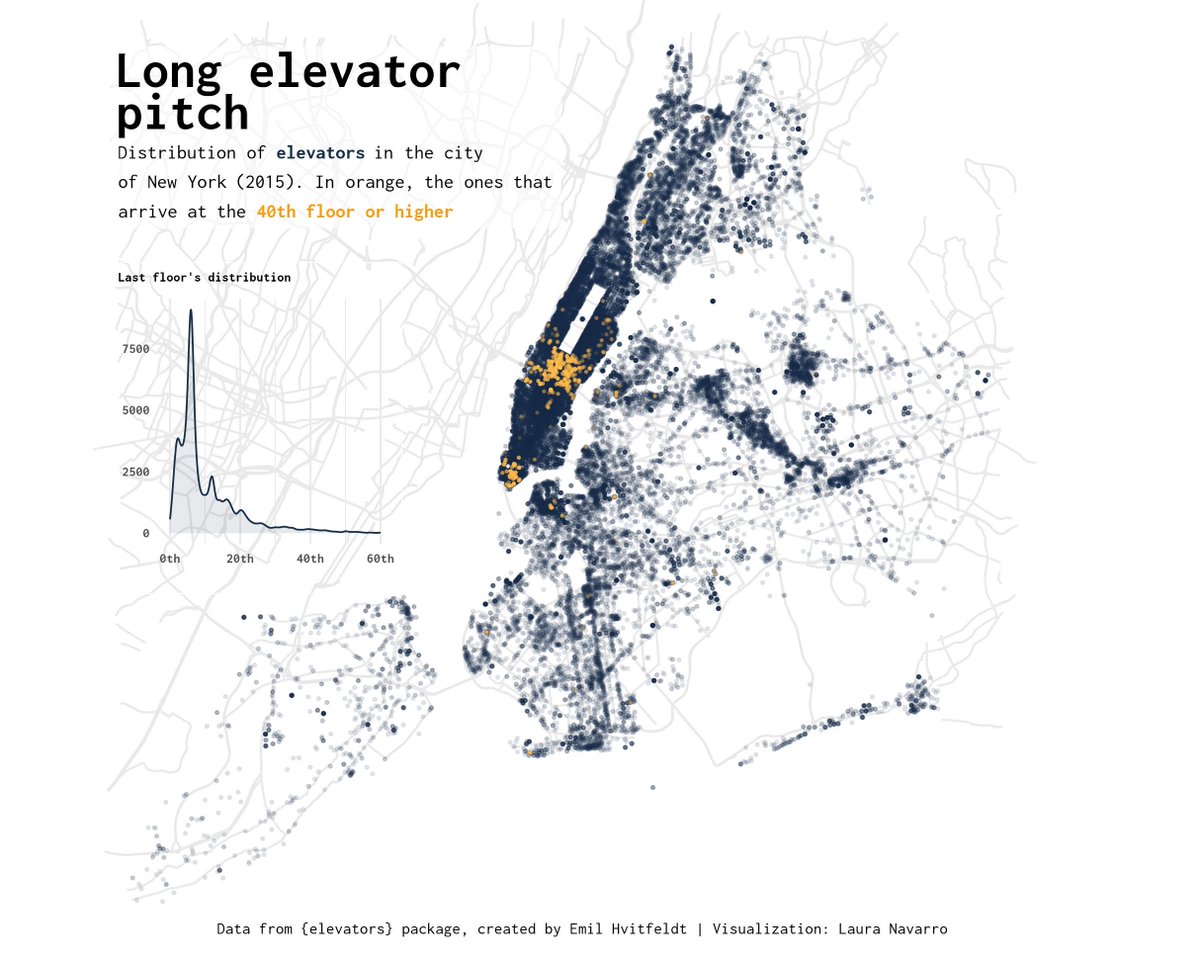 Long elevator
pitch
Distribution of elevators in the city
of New York (2015). In orange, the ones that
arrive at the 40th floor or higher
Last floor's distribution
7500
5000
2500
0
0th 20th 40th 60th
Data from {elevators} package, created by Emil Hvitfeldt | Visualization: Laura Navarro